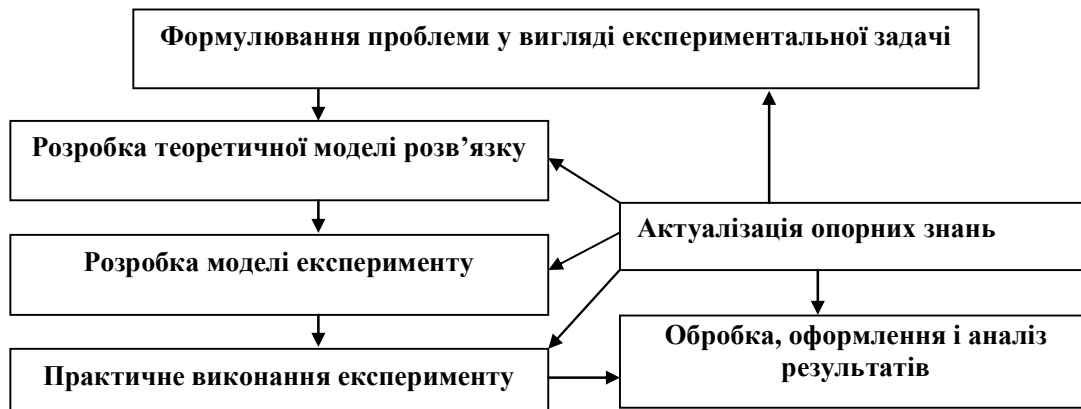 Формулювання проблеми у вигляді експериментальної задачі
Розробка теоретичної моделі розв’язку
Актуалізація опорних знань
Розробка моделі експерименту
Обробка, оформлення і аналіз
результатів
Практичне виконання експерименту